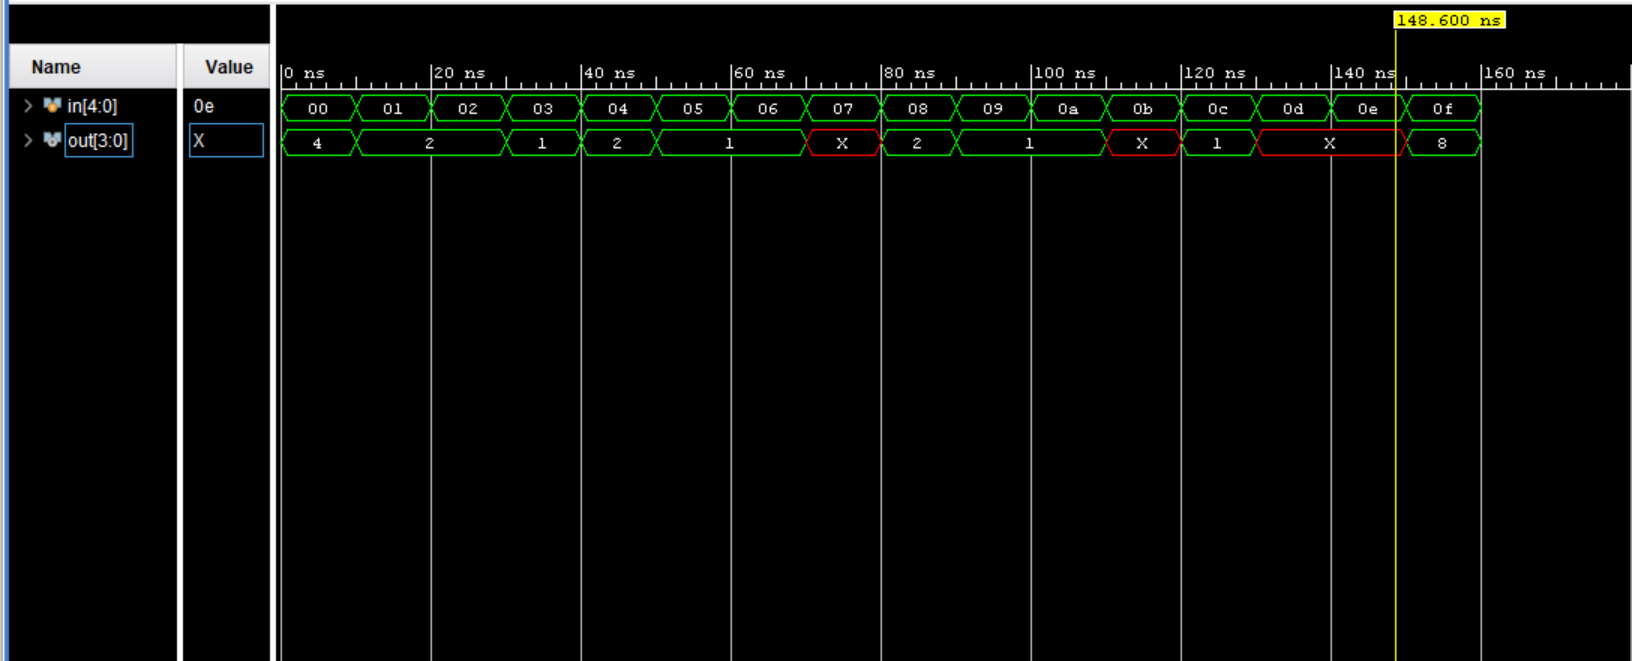 148.600 ns
Name Value 0 ns 20 ns 40 ns 60 ns 80 ns 100 ns 120 ns 140 ns 160 ns
in[4:0] 0e 00 01 02 03 04 05 06 07 08 09 0a 0b 0c 0d 0e 0f
out[3:0] X 4 2 1 2 1 X 2 1 X 1 X 8